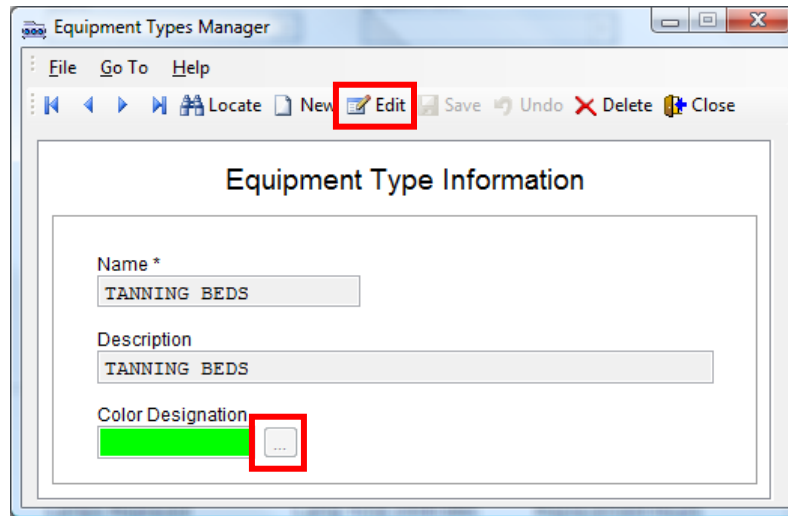 Equipment Types Manager
File Go To Help
Locate New Edit Save Undo Delete Close
Equipment Type Information
Name *
TANNING BEDS
Description
TANNING BEDS
Color Designation
...